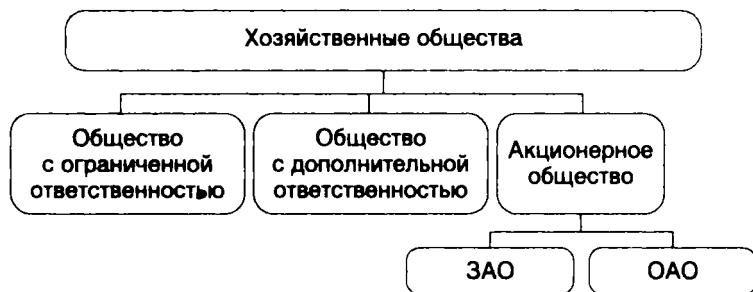 Хозяйственные общества
Общество
с ограниченной
ответственностью
Общество
с дополнительной
ответственностью
Акционерное
общество
ЗАО
ОАО